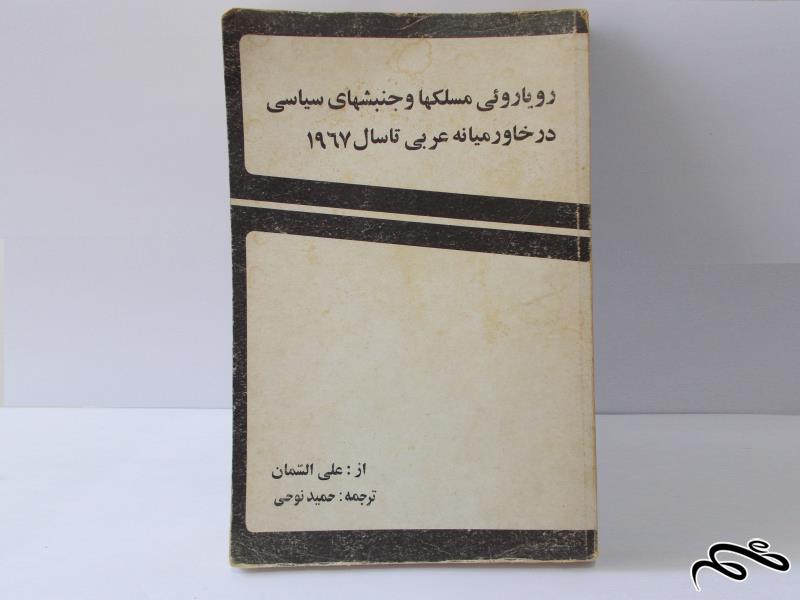 رویاروئی مسلکها و جنبشهای سیاسی
در خاورمیانه عربی تا سال ۱۹۶۷
از : علی السّمان
ترجمه : حمید نوحی